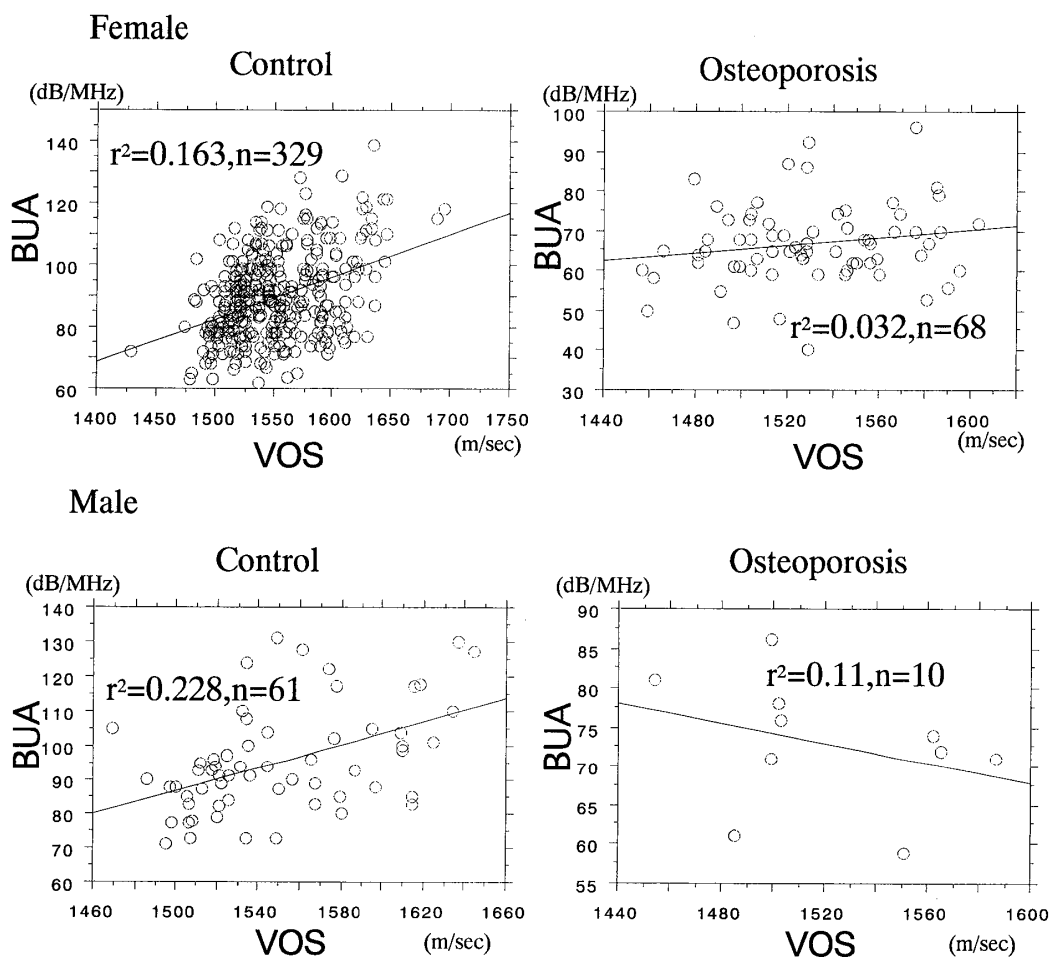 Female
Control
(dB/MHz)
r²=0.163,n=329
BUA
140
120
100
80
60
1400 1450 1500 1550 1600 1650 1700 1750
VOS
(m/sec)
Osteoporosis
(dB/MHz)
BUA
100
90
80
70
60
50
40
30
r²=0.032,n=68
1440 1480 1520 1560 1600
VOS
(m/sec)
Male
Control
(dB/MHz)
r²=0.228,n=61
BUA
140
130
120
110
100
90
80
70
60
1460 1500 1540 1580 1620 1660
VOS
(m/sec)
Osteoporosis
(dB/MHz)
r²=0.11,n=10
BUA
90
85
80
75
70
65
60
55
1440 1480 1520 1560 1600
VOS
(m/sec)